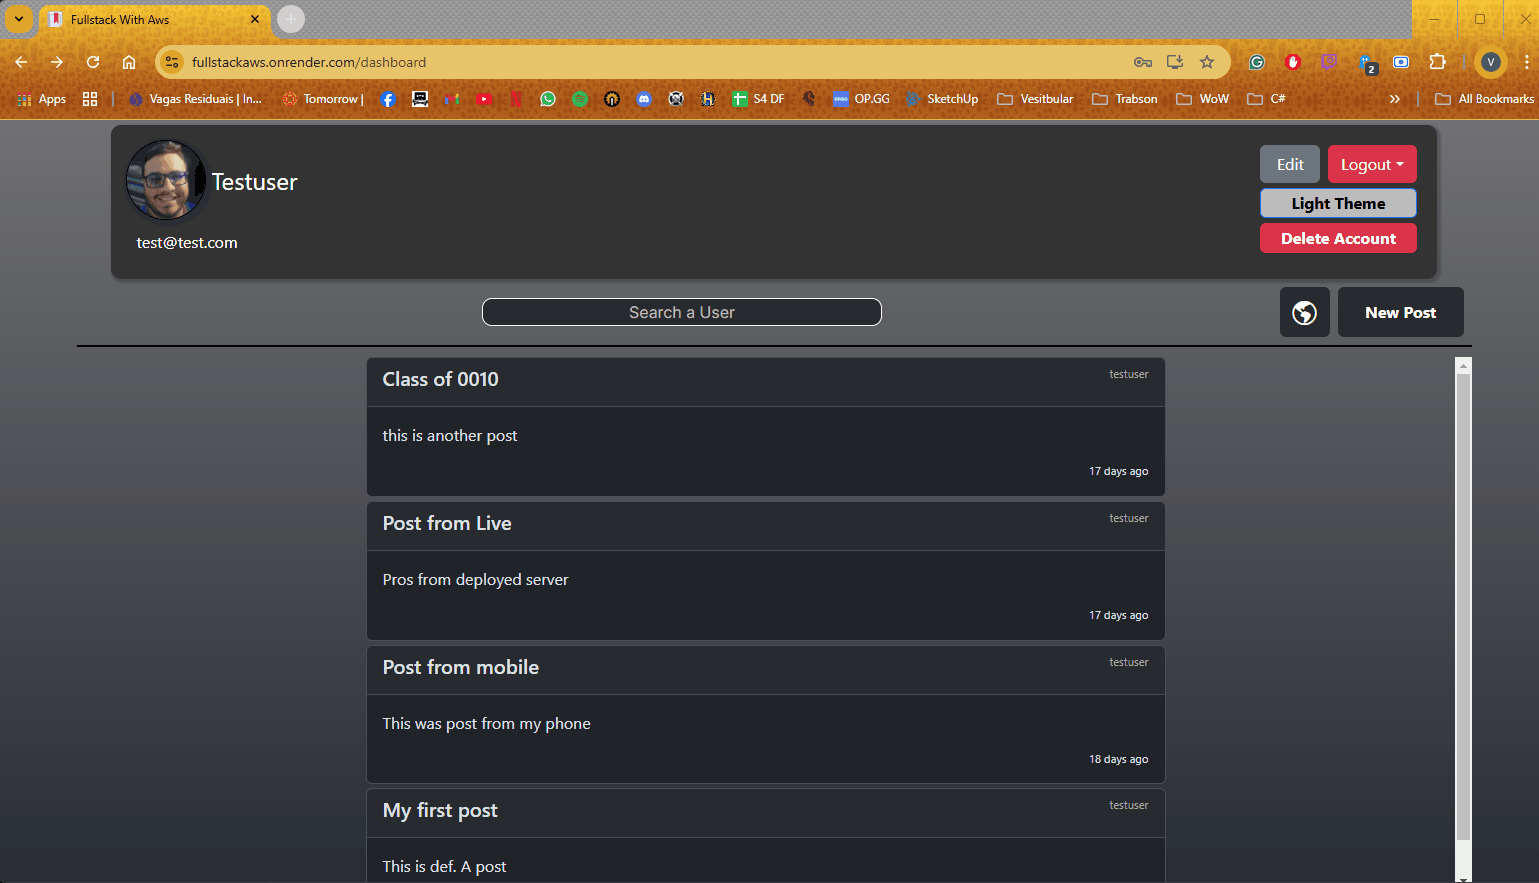 Fullstack With Aws
fullstackaws.onrender.com/dashboard
2
V
Apps
Vagas Residuais | In...
Tomorrow |
S4 DF
OP.GG
SketchUp
Vesitbular
Trabson
WoW
C#
»
All Bookmarks
Testuser
test@test.com
Edit
Logout
Light Theme
Delete Account
Search a User
New Post
Class of 0010
testuser
this is another post
17 days ago
Post from Live
testuser
Pros from deployed server
17 days ago
Post from mobile
testuser
This was post from my phone
18 days ago
My first post
testuser
This is def. A post